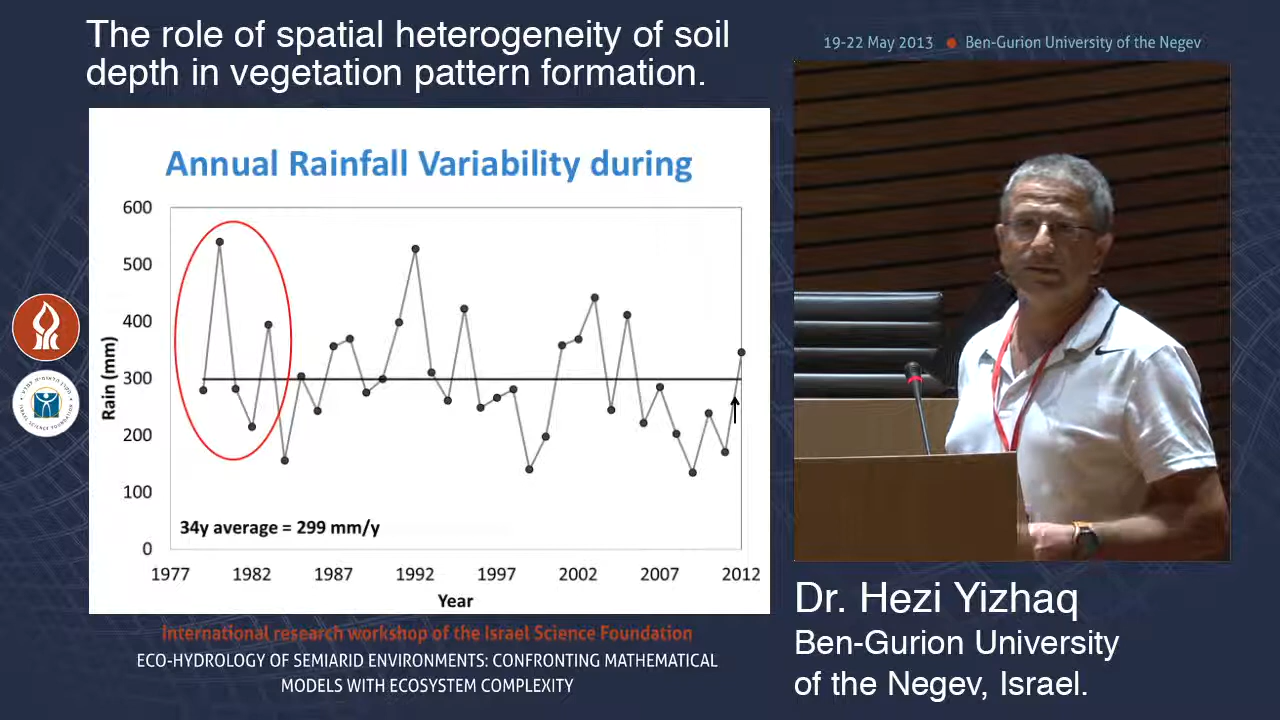 The role of spatial heterogeneity of soil
depth in vegetation pattern formation.
19-22 May 2013 ● Ben-Gurion University of the Negev
Annual Rainfall Variability during
600
500
400
300
200
100
0
Rain (mm)
34y average = 299 mm/y
1977 1982 1987 1992 1997 2002 2007 2012
Year
International research workshop of the Israel Science Foundation
ECO-HYDROLOGY OF SEMIARID ENVIRONMENTS: CONFRONTING MATHEMATICAL
MODELS WITH ECOSYSTEM COMPLEXITY
Dr. Hezi Yizhaq
Ben-Gurion University
of the Negev, Israel.